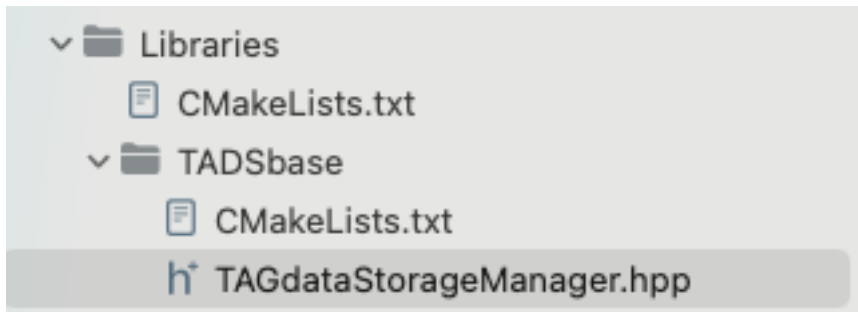 Libraries
CMakeLists.txt
TADSbase
CMakeLists.txt
h+ TAGdataStorageManager.hpp